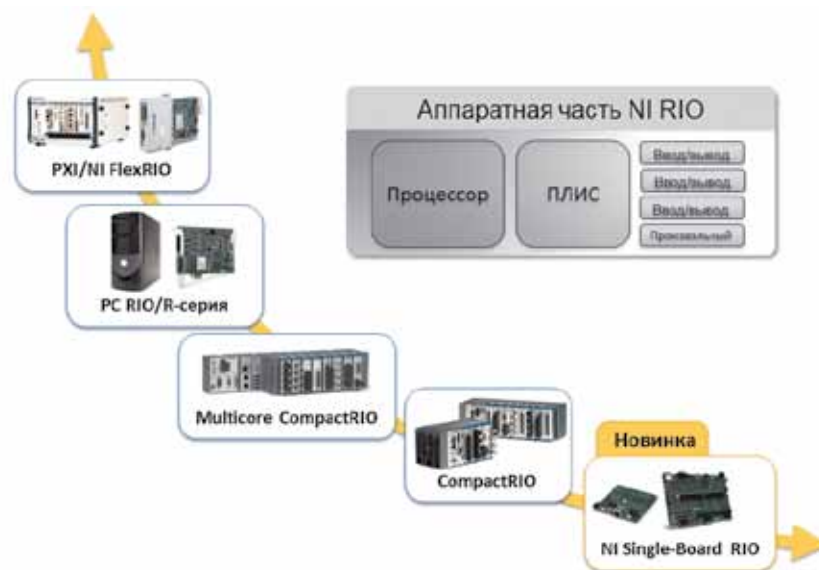 Аппаратная часть NI RIO
Процессор
ПЛИС
Ввод/вывод
Ввод/вывод
Ввод/вывод
Произвольный
PXI/NI FlexRIO
PC RIO/R-серия
Multicore CompactRIO
CompactRIO
Новинка
NI Single-Board RIO